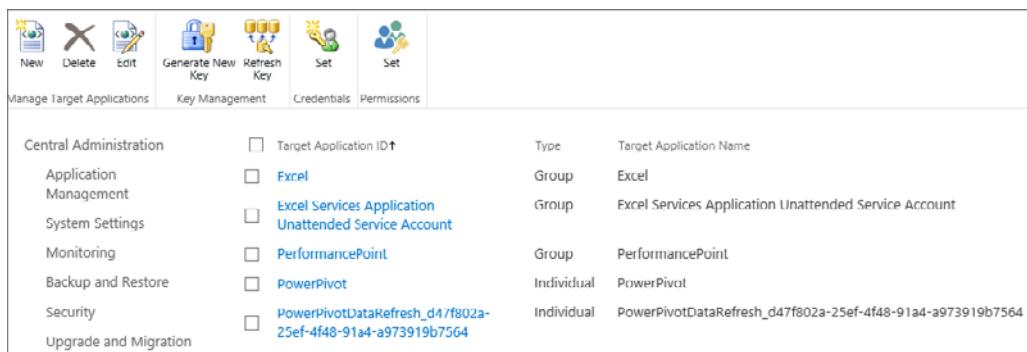 New Delete Edit Generate New Key Refresh Key Set Set
Manage Target Applications Key Management Credentials Permissions
Central Administration
Application Management
System Settings
Monitoring
Backup and Restore
Security
Upgrade and Migration
Target Application ID↑ Type Target Application Name
Excel Group Excel
Excel Services Application Unattended Service Account Group Excel Services Application Unattended Service Account
PerformancePoint Group PerformancePoint
PowerPivot Individual PowerPivot
PowerPivotDataRefresh_d47f802a-25ef-4f48-91a4-a973919b7564 Individual PowerPivotDataRefresh_d47f802a-25ef-4f48-91a4-a973919b7564